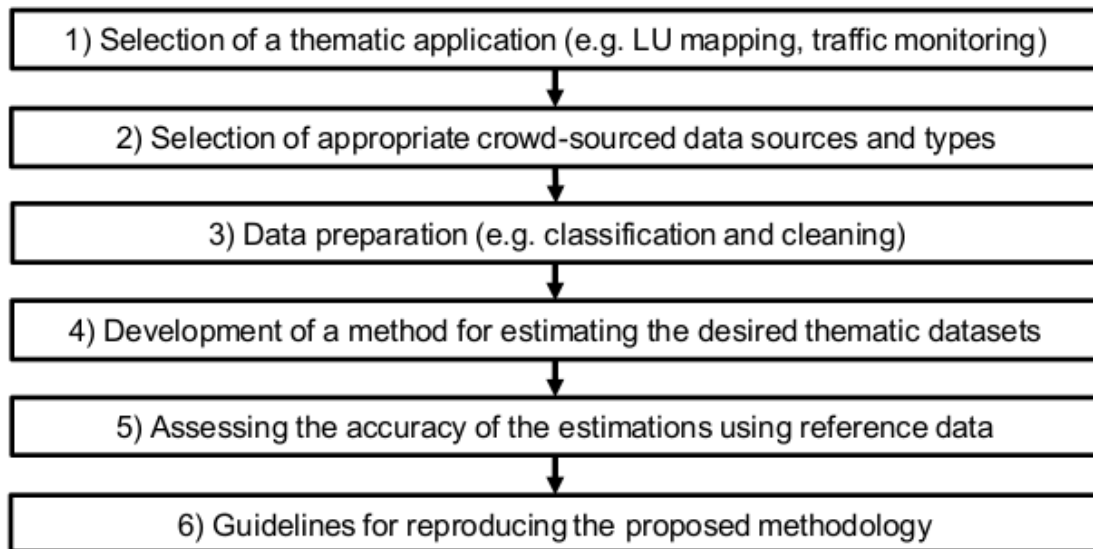 1) Selection of a thematic application (e.g. LU mapping, traffic monitoring)
2) Selection of appropriate crowd-sourced data sources and types
3) Data preparation (e.g. classification and cleaning)
4) Development of a method for estimating the desired thematic datasets
5) Assessing the accuracy of the estimations using reference data
6) Guidelines for reproducing the proposed methodology